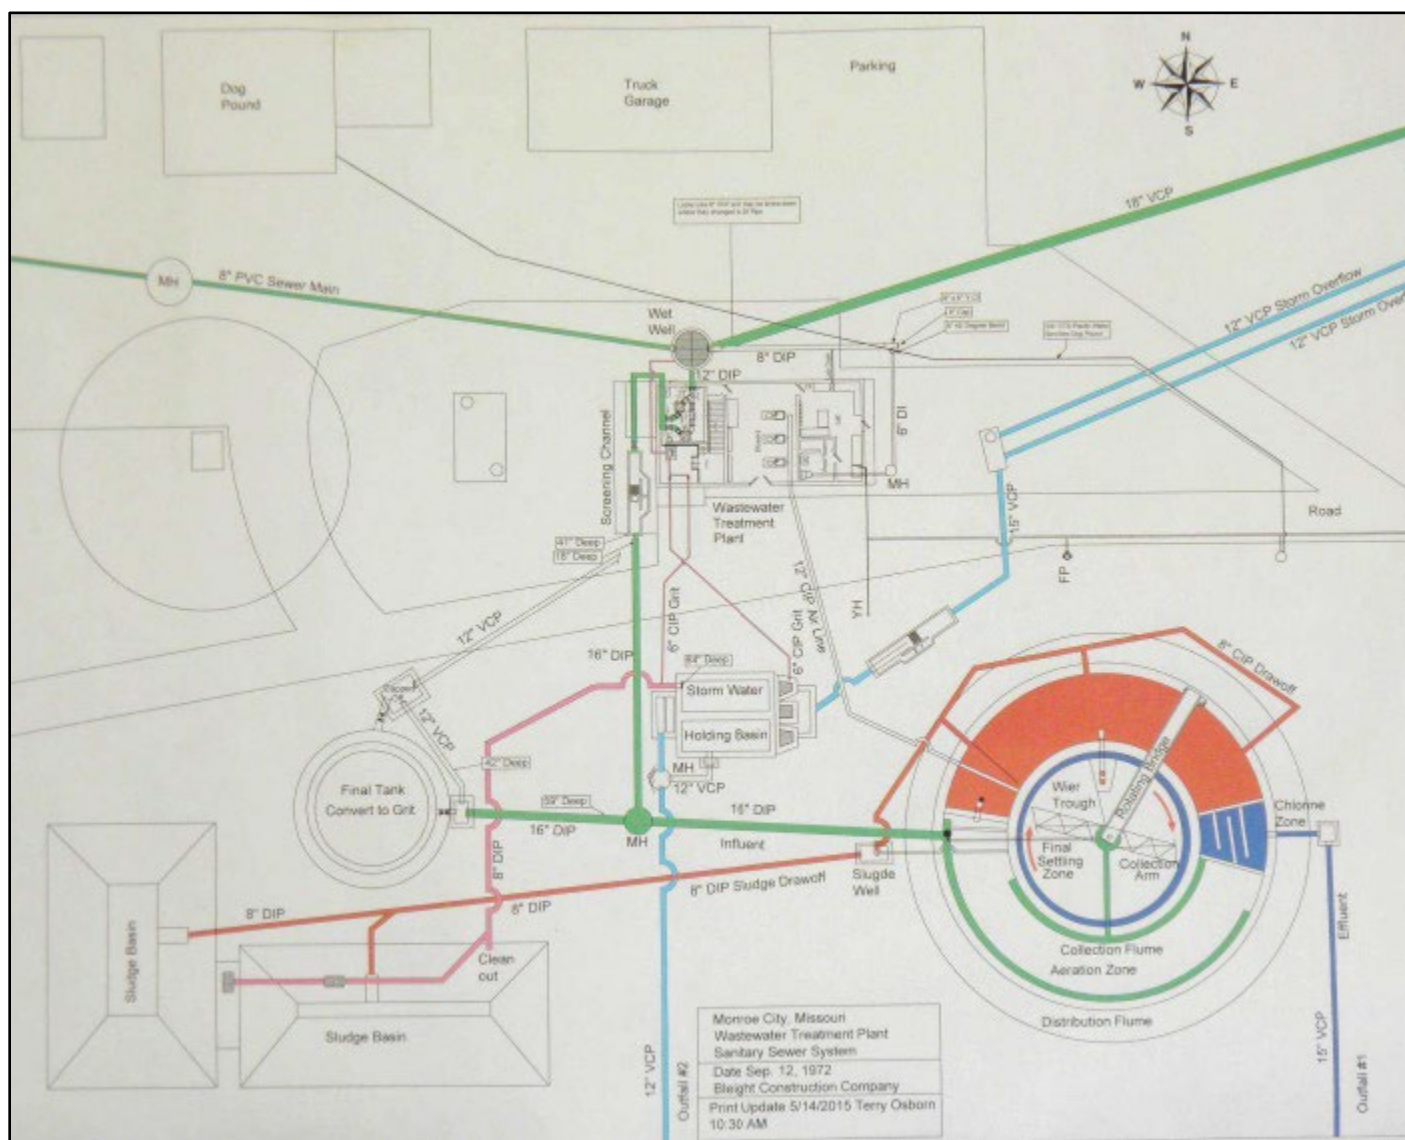 N
W
E
S
Dog
Pound
Truck
Garage
Parking
18" VCP
MH
8" PVC Sewer Main
Wet
Well
8" DIP
12" DIP
12" VCP Storm Overflow
12" VCP Storm Overf
6" DI
MH
Screening Channel
Wastewater
Treatment
Plant
15" VCP
Road
FP
YH
41" Deep
18" Deep
12" VCP
6" CIP Grit
6" CIP Grit
12" CIP Air Line
16" DIP
84" Deep
Storm Water
Holding Basin
8" CIP Drawoff
12" VCP
42" Deep
MH
12" VCP
Final Tank
Convert to Grit
59" Deep
16" DIP
MH
16" DIP
Influent
Wier
Trough
Rotating Bridge
Chlorine
Zone
Final
Settling
Zone
Collection
Arm
Slugde
Well
8" DIP
8" DIP Sludge Drawoff
8" DIP
8" DIP
Collection Flume
Aeration Zone
Distribution Flume
Effluent
Clean
out
Sludge Basin
Sludge Basin
12" VCP
Outfall #2
15" VCP
Outfall #1
Monroe City, Missouri
Wastewater Treatment Plant
Sanitary Sewer System
Date Sep. 12, 1972
Bleight Construction Company
Print Update 5/14/2015 Terry Osborn
10:30 AM